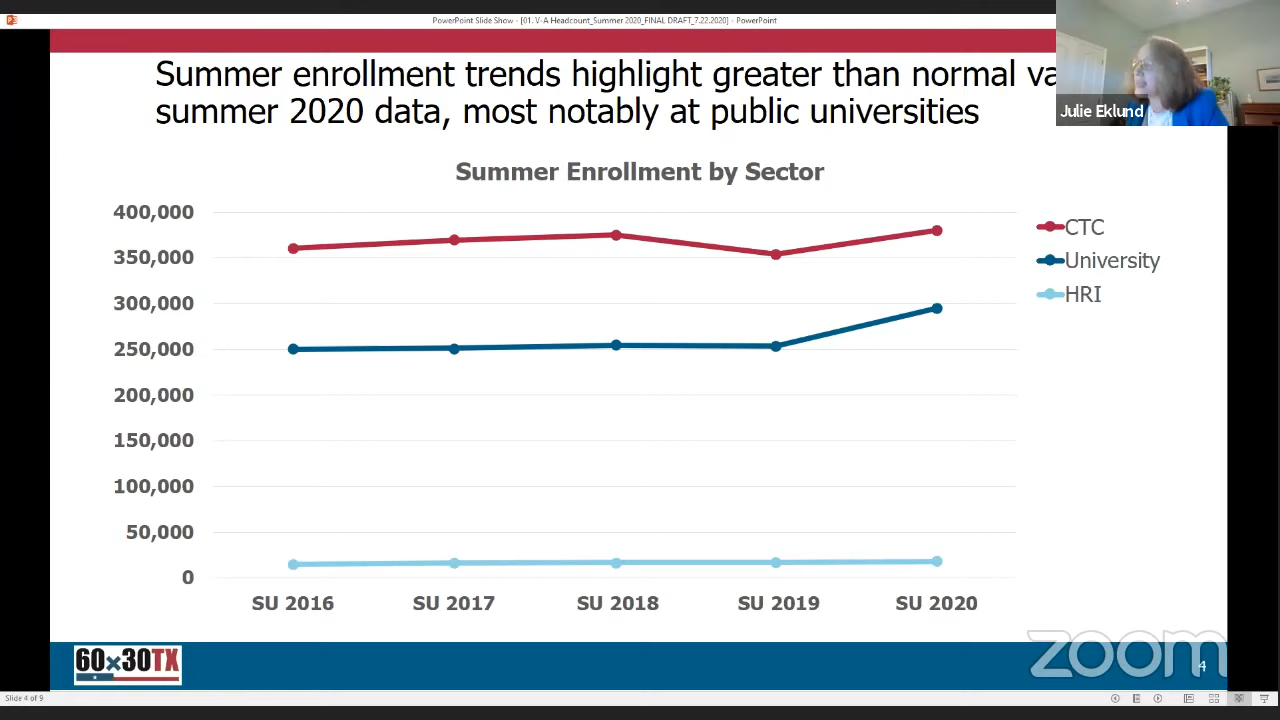 PowerPoint Slide Show - [01. V-A Headcount_Summer 2020_FINAL DRAFT_7.22.2020] - PowerPoint
Summer enrollment trends highlight greater than normal
summer 2020 data, most notably at public universities
Julie Eklund
Summer Enrollment by Sector
400,000
350,000
300,000
250,000
200,000
150,000
100,000
50,000
0
CTC
University
HRI
SU 2016
SU 2017
SU 2018
SU 2019
SU 2020
60x30TX
zoom
4
Slide 4 of 9